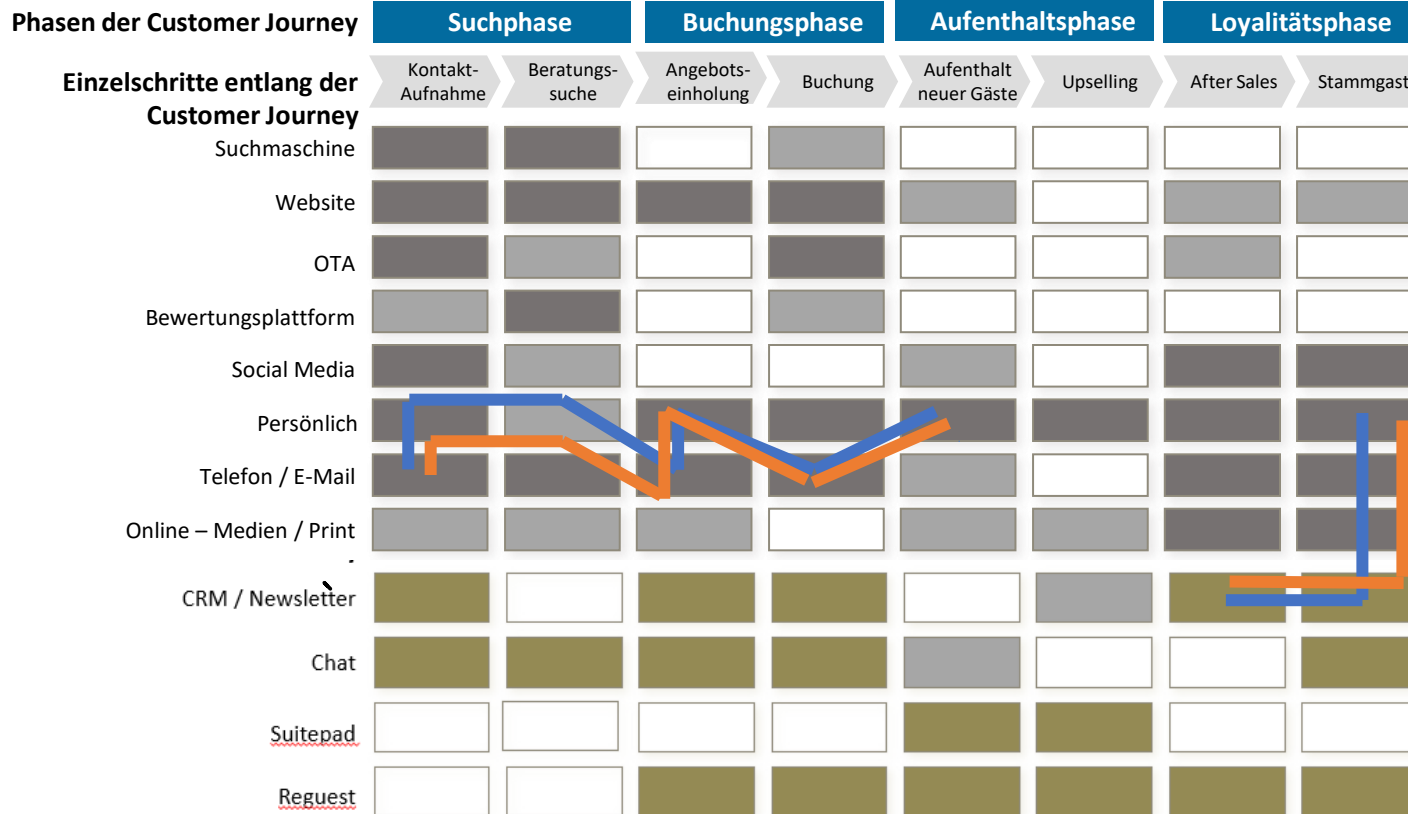 Phasen der Customer Journey
Suchphase
Buchungsphase
Aufenthaltsphase
Loyalitätsphase
Einzelschritte entlang der
Customer Journey
Kontakt-
Aufnahme
Beratungs-
suche
Angebots-
einholung
Buchung
Aufenthalt
neuer Gäste
Upselling
After Sales
Stammgast
Suchmaschine
Website
OTA
Bewertungsplattform
Social Media
Persönlich
Telefon / E-Mail
Online – Medien / Print
CRM / Newsletter
Chat
Suitepad
Reguest